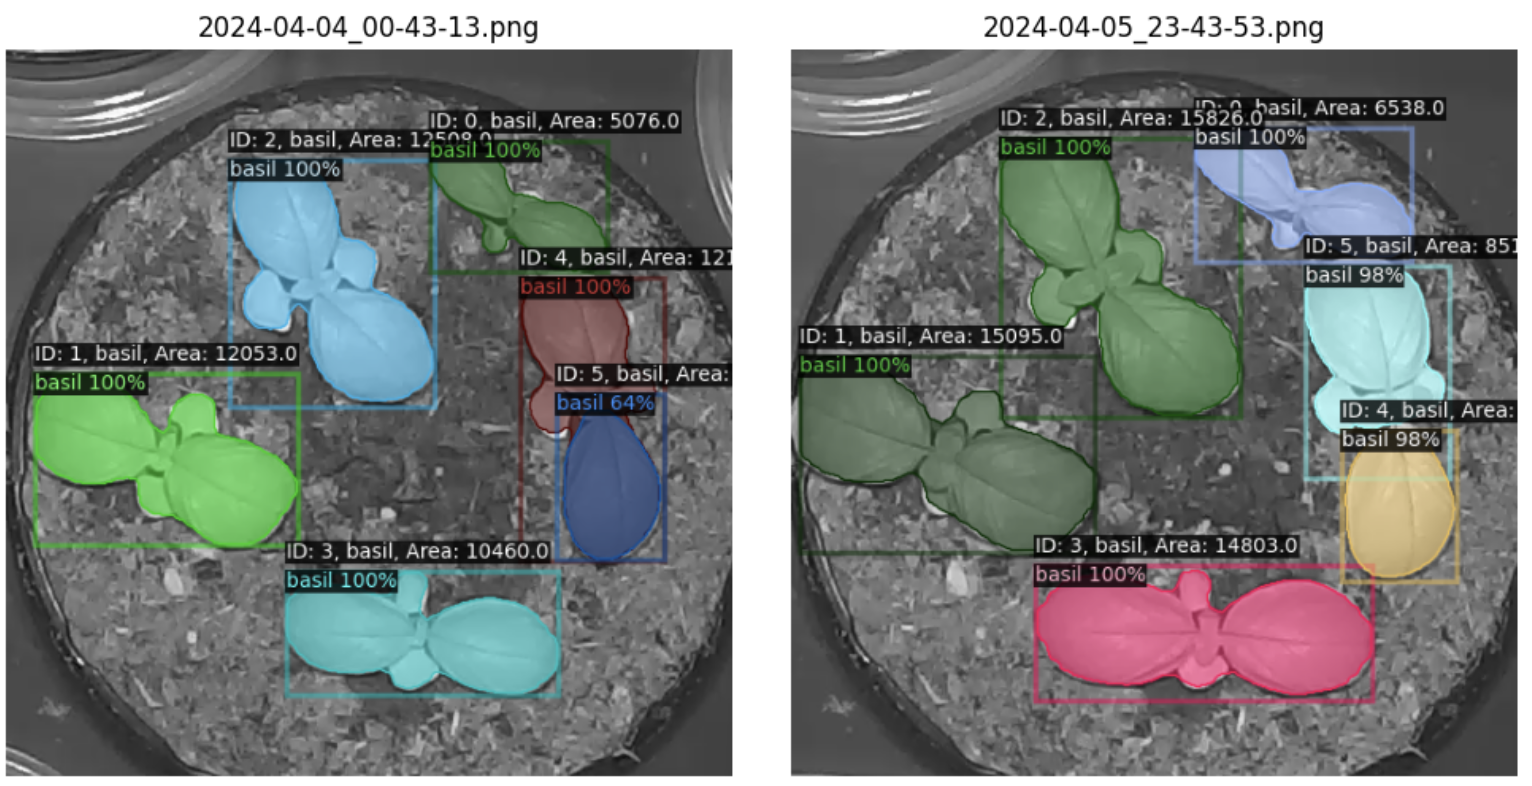 2024-04-04_00-43-13.png
ID: 0, basil, Area: 5076.0
basil 100%
ID: 2, basil, Area: 12508.0
basil 100%
ID: 4, basil, Area: 121
basil 100%
ID: 1, basil, Area: 12053.0
basil 100%
ID: 5, basil, Area:
basil 64%
ID: 3, basil, Area: 10460.0
basil 100%
2024-04-05_23-43-53.png
ID: 2, basil, Area: 15826.0
basil 100%
ID: 0, basil, Area: 6538.0
basil 100%
ID: 5, basil, Area: 851
basil 98%
ID: 1, basil, Area: 15095.0
basil 100%
ID: 4, basil, Area:
basil 98%
ID: 3, basil, Area: 14803.0
basil 100%